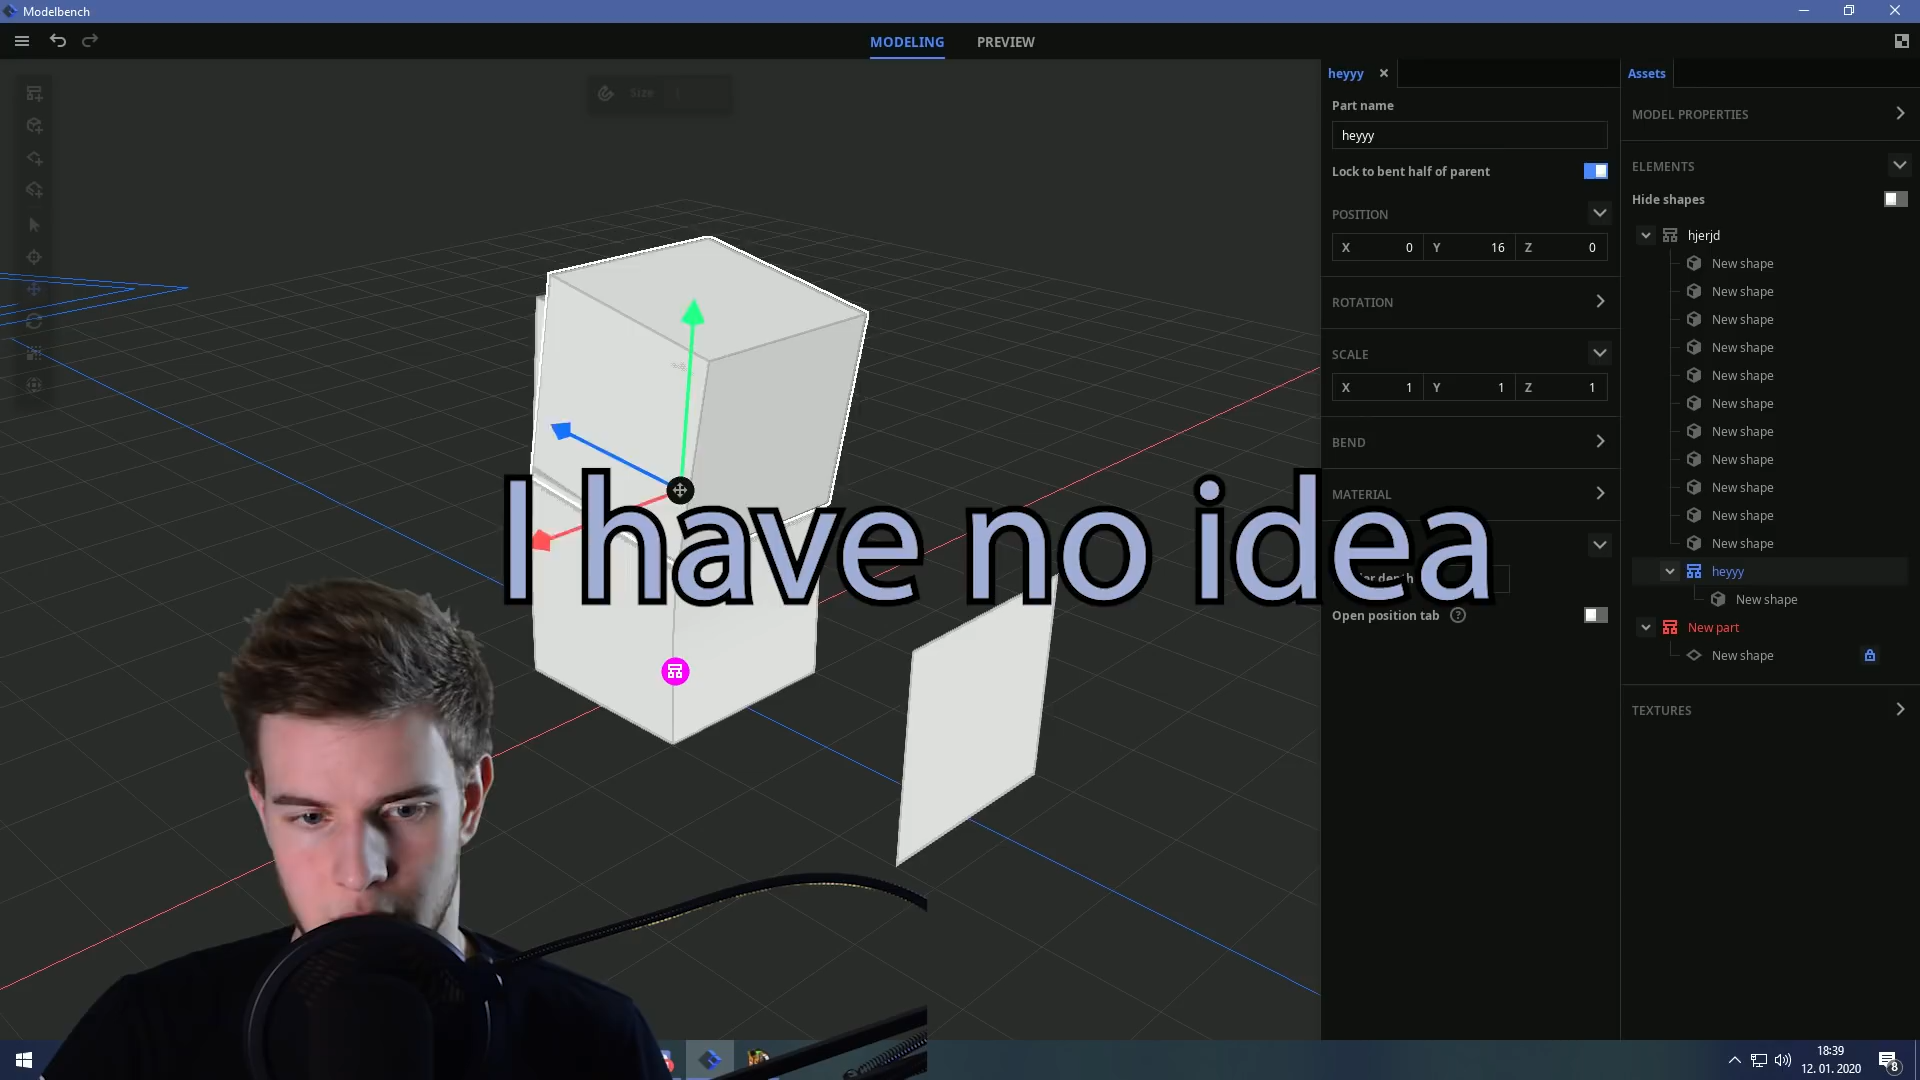 Modelbench
MODELING
PREVIEW
Size
heyyy
Part name
heyyy
Lock to bent half of parent
POSITION
X 0 Y 16 Z 0
ROTATION
SCALE
X 1 Y 1 Z 1
BEND
MATERIAL
I have no idea
Open position tab ?
Assets
MODEL PROPERTIES
ELEMENTS
Hide shapes
hjerjd
New shape
New shape
New shape
New shape
New shape
New shape
New shape
New shape
New shape
New shape
New shape
heyyy
New shape
New part
New shape
TEXTURES
18:39
12. 01. 2020
8